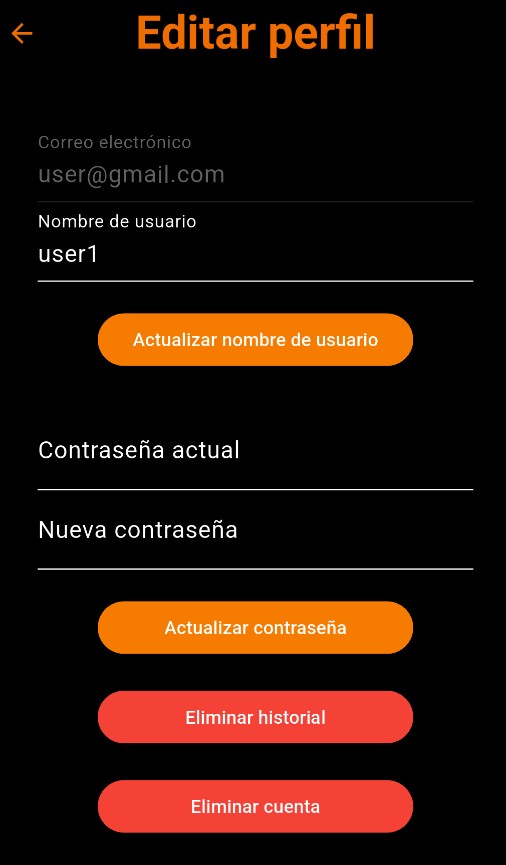 Editar perfil
Correo electrónico
user@gmail.com
Nombre de usuario
user1
Actualizar nombre de usuario
Contraseña actual
Nueva contraseña
Actualizar contraseña
Eliminar historial
Eliminar cuenta